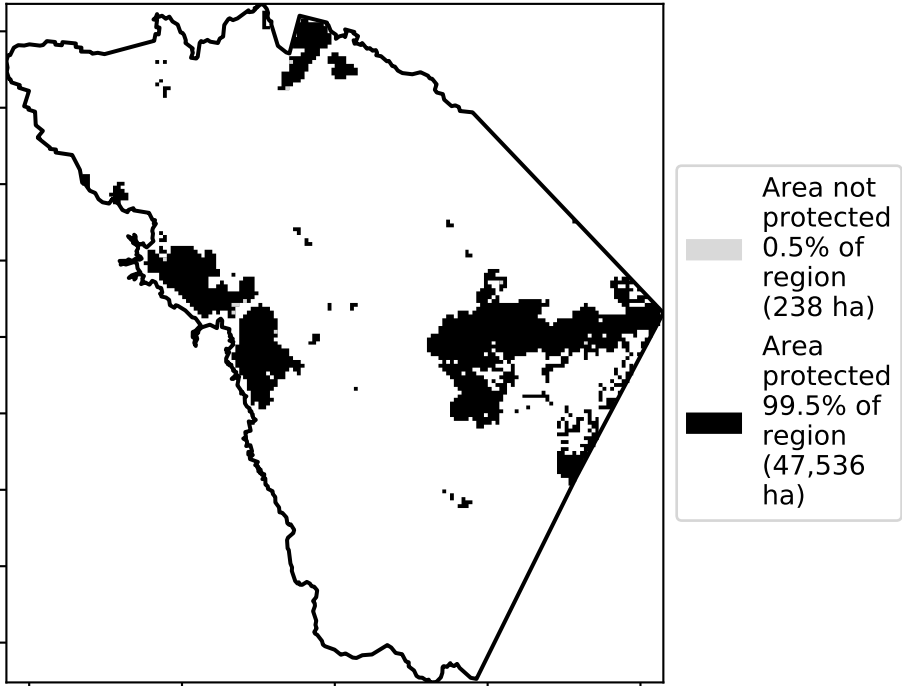 Area not
protected
0.5% of
region
(238 ha)
Area
protected
99.5% of
region
(47,536
ha)